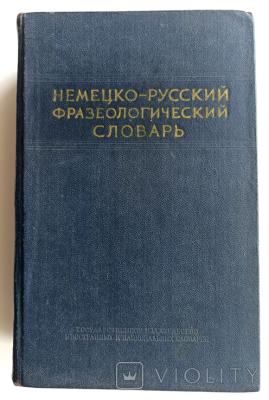 НЕМЕЦКО-РУССКИЙ
ФРАЗЕОЛОГИЧЕСКИЙ
СЛОВАРЬ
ГОСУДАРСТВЕННОЕ ИЗДАТЕЛЬСТВО
ИНОСТРАННЫХ И НАЦИОНАЛЬНЫХ СЛОВАРЕЙ
VIOLITY